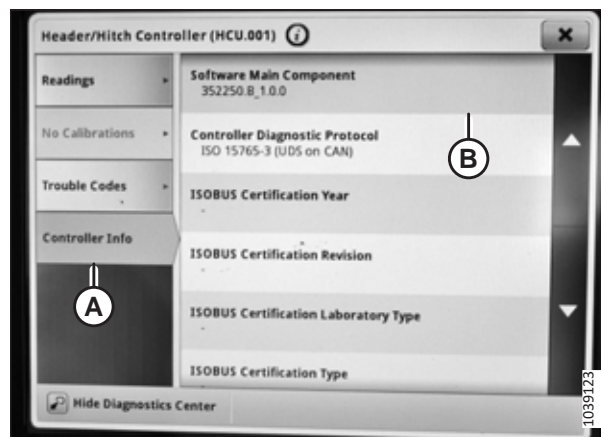 Header/Hitch Controller (HCU.001)
Readings
No Calibrations
Trouble Codes
Controller Info
A
Software Main Component
352250.B_1.0.0
B
Controller Diagnostic Protocol
ISO 15765-3 (UDS on CAN)
ISOBUS Certification Year
-
ISOBUS Certification Revision
-
ISOBUS Certification Laboratory Type
-
ISOBUS Certification Type
Hide Diagnostics Center
1039123